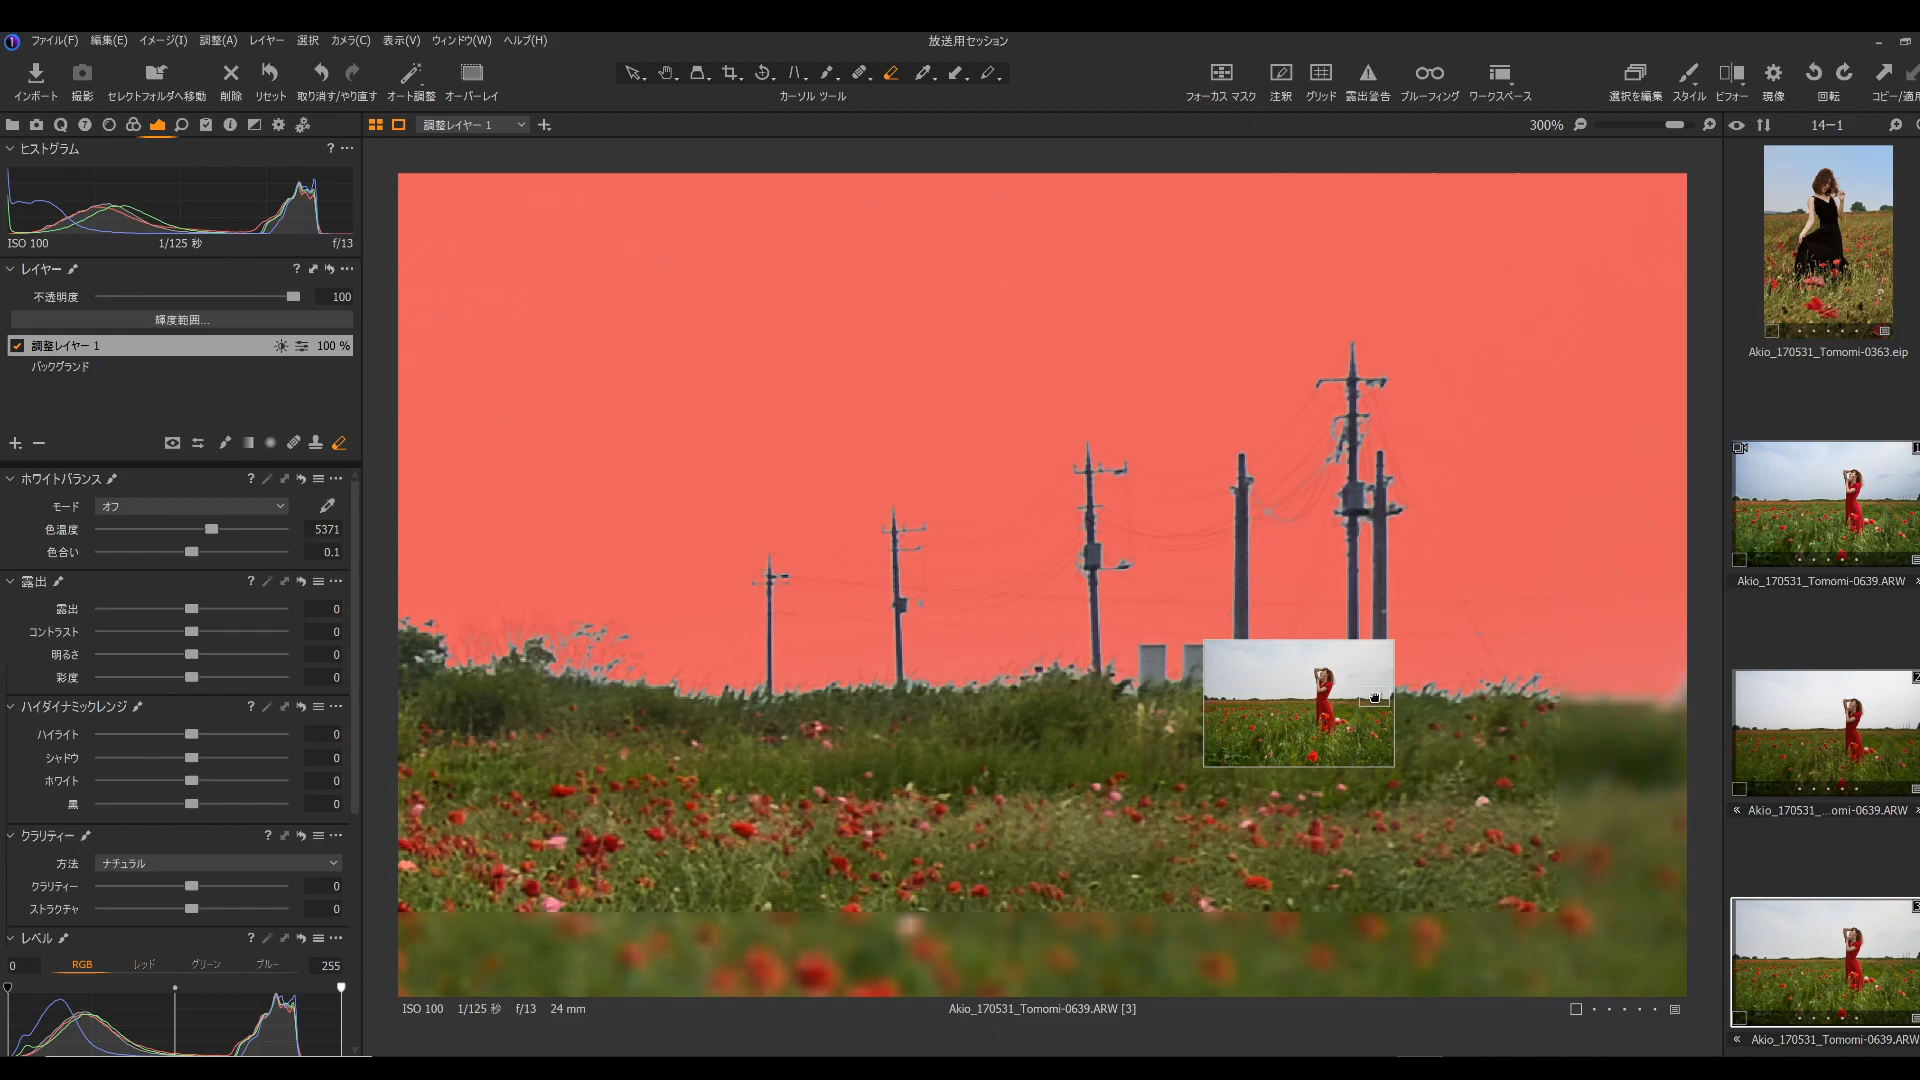 ファイル(F) 編集(E) イメージ(I) 調整(A) レイヤー 選択 カメラ(C) 表示(V) ウィンドウ(W) ヘルプ(H)
放送用セッション
インポート 撮影 セレクトフォルダへ移動 削除 リセット 取り消す/やり直す オート調整 オーバーレイ
カーソル ツール
フォーカス マスク 注釈 グリッド 露出警告 プルーフィング ワークスペース
選択を編集 スタイル ビフォー 現像 回転 コピー/適用
調整レイヤー 1
300%
14–1
ヒストグラム
ISO 100 1/125 秒 f/13
レイヤー
不透明度 100
輝度範囲...
調整レイヤー 1 100 %
バックグランド
ホワイトバランス
モード オフ
色温度 5371
色合い 0.1
露出
露出 0
コントラスト 0
明るさ 0
彩度 0
ハイダイナミックレンジ
ハイライト 0
シャドウ 0
ホワイト 0
黒 0
クラリティー
方法 ナチュラル
クラリティー 0
ストラクチャ 0
レベル
0 RGB レッド グリーン ブルー 255
ISO 100 1/125 秒 f/13 24 mm
Akio_170531_Tomomi-0639.ARW [3]
Akio_170531_Tomomi-0363.eip
1
Akio_170531_Tomomi-0639.ARW
2
Akio_170531_...omi-0639.ARW
3
Akio_170531_Tomomi-0639.ARW